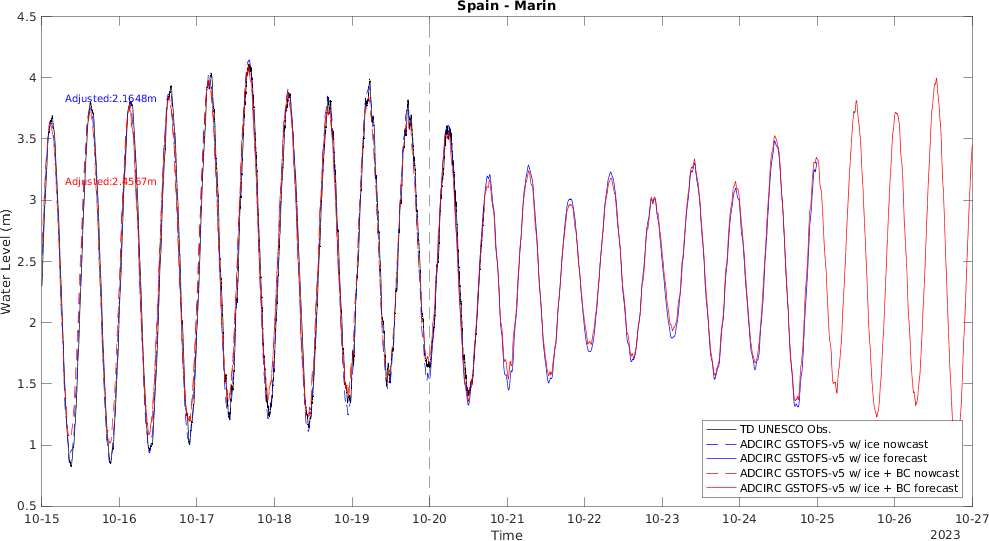 Spain - Marin
4.5
4
3.5
3
2.5
2
1.5
1
0.5
Water Level (m)
Adjusted:2.1648m
Adjusted:2.4567m
TD UNESCO Obs.
ADCIRC GSTOFS-v5 w/ ice nowcast
ADCIRC GSTOFS-v5 w/ ice forecast
ADCIRC GSTOFS-v5 w/ ice + BC nowcast
ADCIRC GSTOFS-v5 w/ ice + BC forecast
10-15 10-16 10-17 10-18 10-19 10-20 10-21 10-22 10-23 10-24 10-25 10-26 10-27
Time
2023